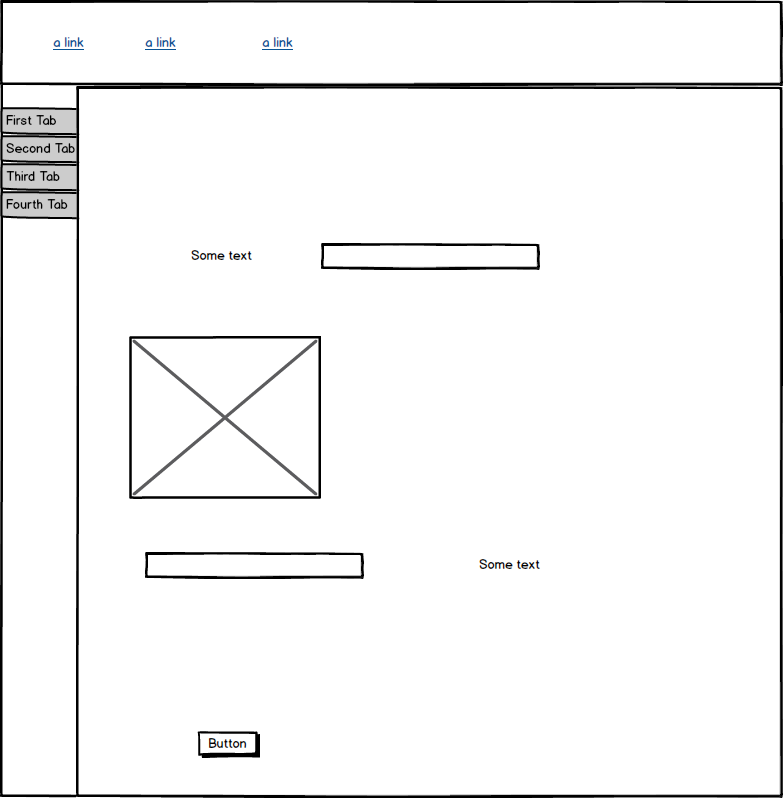 a link a link a link
First Tab
Second Tab
Third Tab
Fourth Tab
Some text
Some text
Button